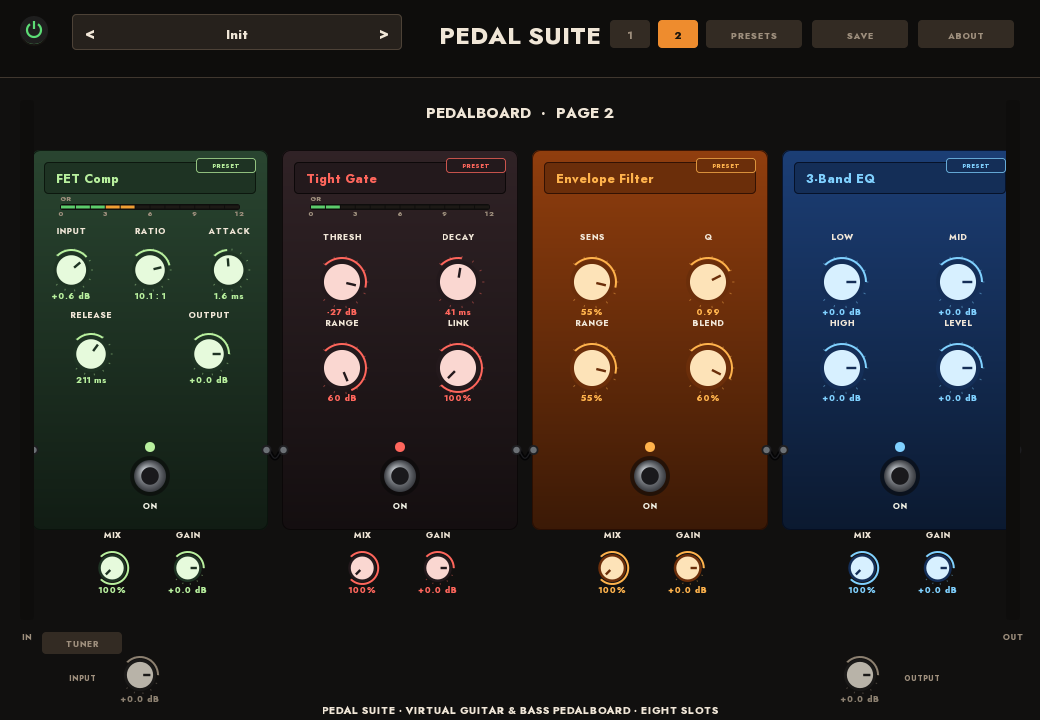 < Init > PEDAL SUITE 1 2 PRESETS SAVE ABOUT
PEDALBOARD · PAGE 2
PRESET PRESET PRESET PRESET
FET Comp Tight Gate Envelope Filter 3-Band EQ
GR GR
0 3 6 9 12 0 3 6 9 12
INPUT RATIO ATTACK THRESH DECAY SENS Q LOW MID
+0.6 dB 10.1 : 1 1.6 ms -27 dB 41 ms 55% 0.99 +0.0 dB +0.0 dB
RELEASE OUTPUT RANGE LINK RANGE BLEND HIGH LEVEL
211 ms +0.0 dB 60 dB 100% 55% 60% +0.0 dB +0.0 dB
ON ON ON ON
MIX GAIN MIX GAIN MIX GAIN MIX GAIN
100% +0.0 dB 100% +0.0 dB 100% +0.0 dB 100% +0.0 dB
IN TUNER OUT
INPUT OUTPUT
+0.0 dB +0.0 dB
PEDAL SUITE · VIRTUAL GUITAR & BASS PEDALBOARD · EIGHT SLOTS